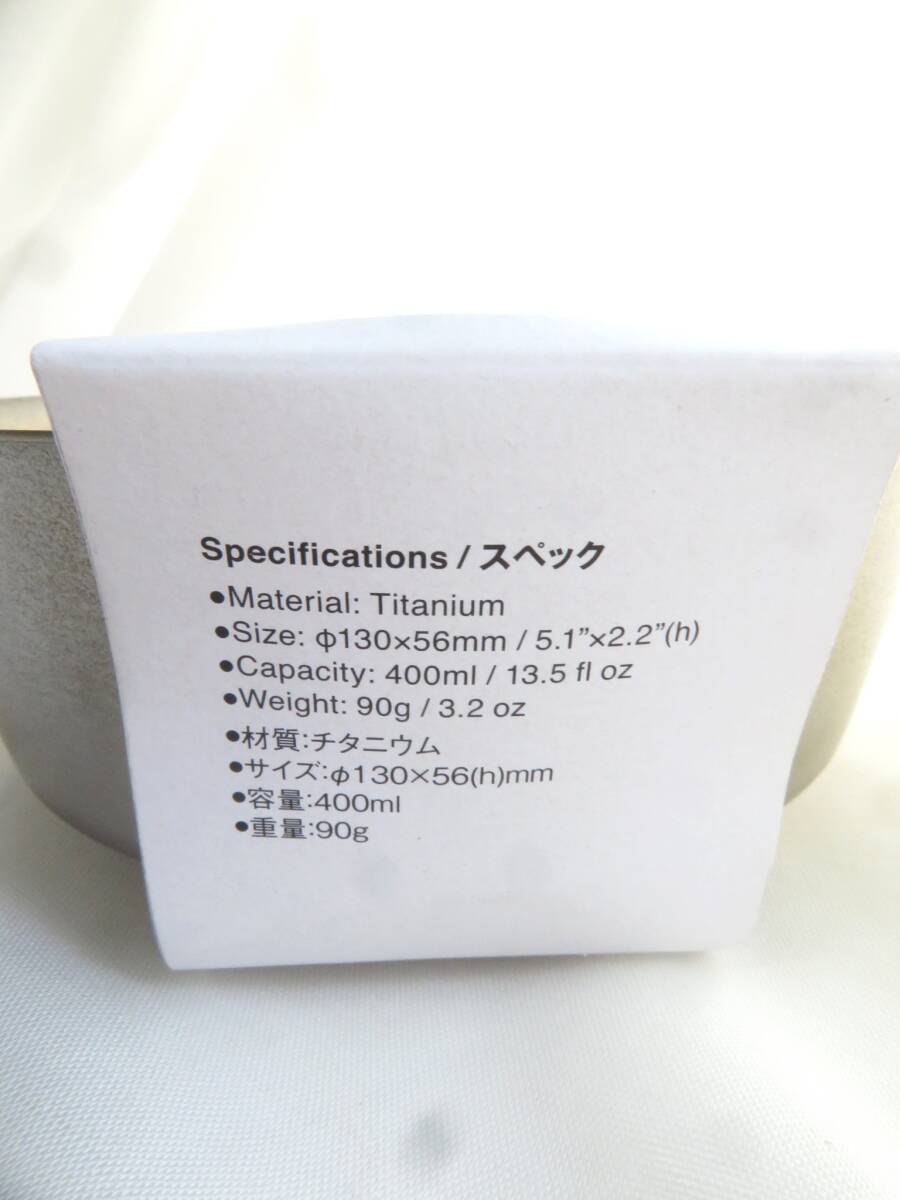 Specifications / スペック
●Material: Titanium
●Size: φ130×56mm / 5.1”×2.2”(h)
●Capacity: 400ml / 13.5 fl oz
●Weight: 90g / 3.2 oz
●材質:チタニウム
●サイズ:φ130×56(h)mm
●容量:400ml
●重量:90g